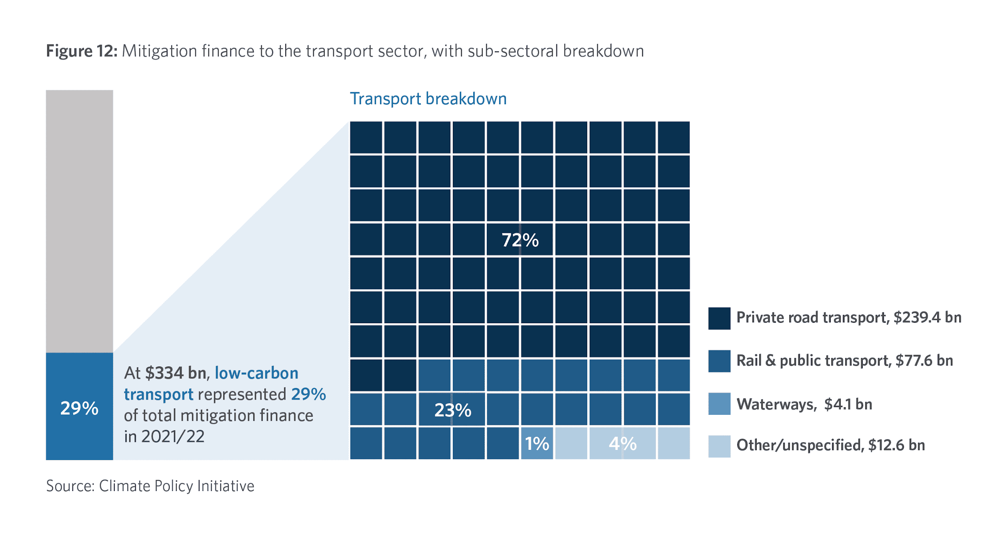 Figure 12: Mitigation finance to the transport sector, with sub-sectoral breakdown
Transport breakdown
72%
Private road transport, $239.4 bn
Rail & public transport, $77.6 bn
Waterways, $4.1 bn
Other/unspecified, $12.6 bn
23%
1%
4%
29%
At $334 bn, low-carbon
transport represented 29%
of total mitigation finance
in 2021/22
Source: Climate Policy Initiative